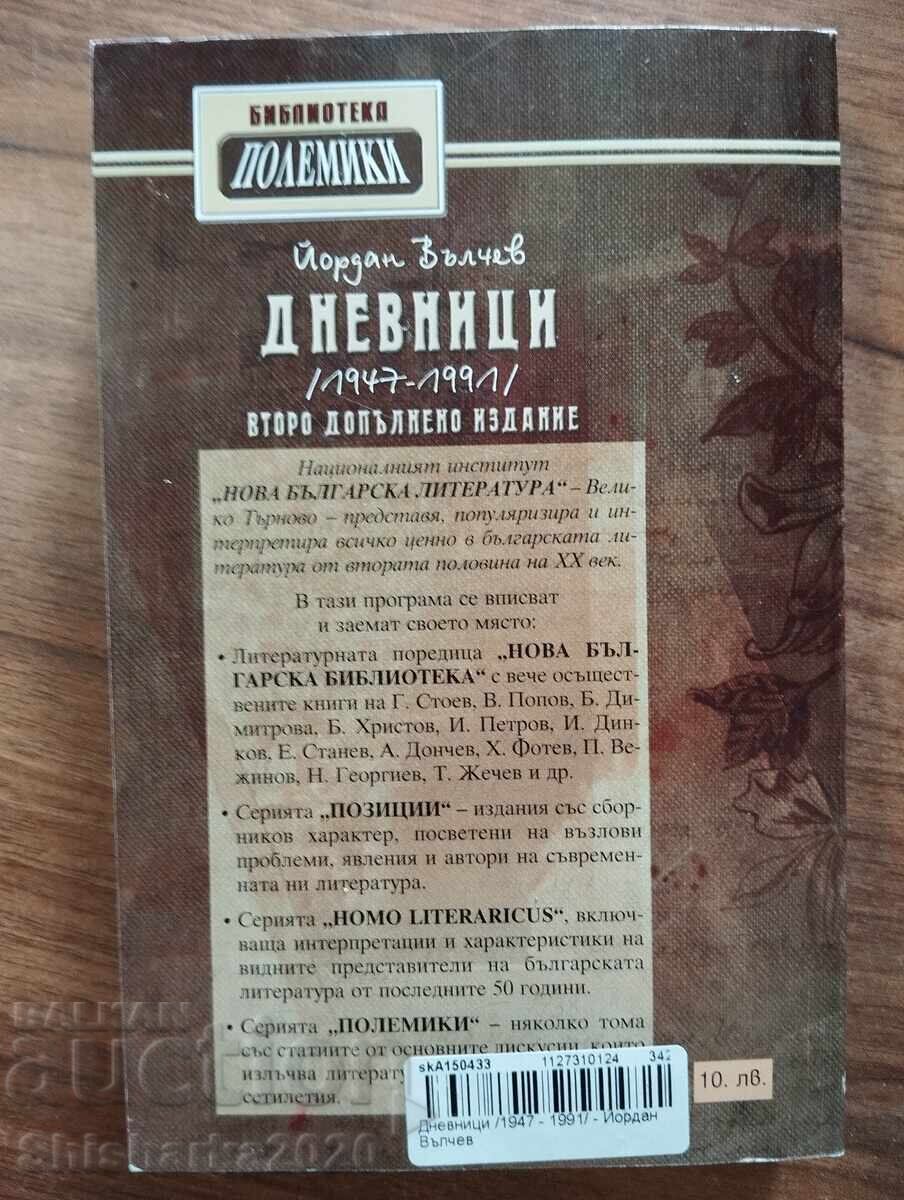 БИБЛИОТЕКА
ПОЛЕМИКИ
Йордан Вълчев
ДНЕВНИЦИ
/1947-1991/
ВТОРО ДОПЪЛНЕНО ИЗДАНИЕ
Националният институт
„НОВА БЪЛГАРСКА ЛИТЕРАТУРА“ – Вели-
ко Търново – представя, популяризира и ин-
терпретира всичко ценно в българската ли-
тература от втората половина на XX век.
В тази програма се вписват
и заемат своето място:
• Литературната поредица „НОВА БЪЛ-
ГАРСКА БИБЛИОТЕКА“ с вече осъщест-
вените книги на Г. Стоев, В. Попов, Б. Ди-
митрова, Б. Христов, И. Петров, И. Дин-
ков, Е. Станев, А. Дончев, Х. Фотев, П. Ве-
жинов, Н. Георгиев, Т. Жечев и др.
• Серията „ПОЗИЦИИ“ – издания със сбор-
ников характер, посветени на възлови
проблеми, явления и автори на съвремен-
ната ни литература.
• Серията „HOMO LITERARICUS“, включ-
ваща интерпретации и характеристики на
видните представители на българската
литература от последните 50 години.
• Серията „ПОЛЕМИКИ“ – няколко тома
със статиите от основните дискусии, които
излъчва
сетилетия.
skA150433 1127310124 342
Дневници /1947 - 1991/ - Йордан
Вълчев
10. лв.
BALKAN
auction
Shisharka2020